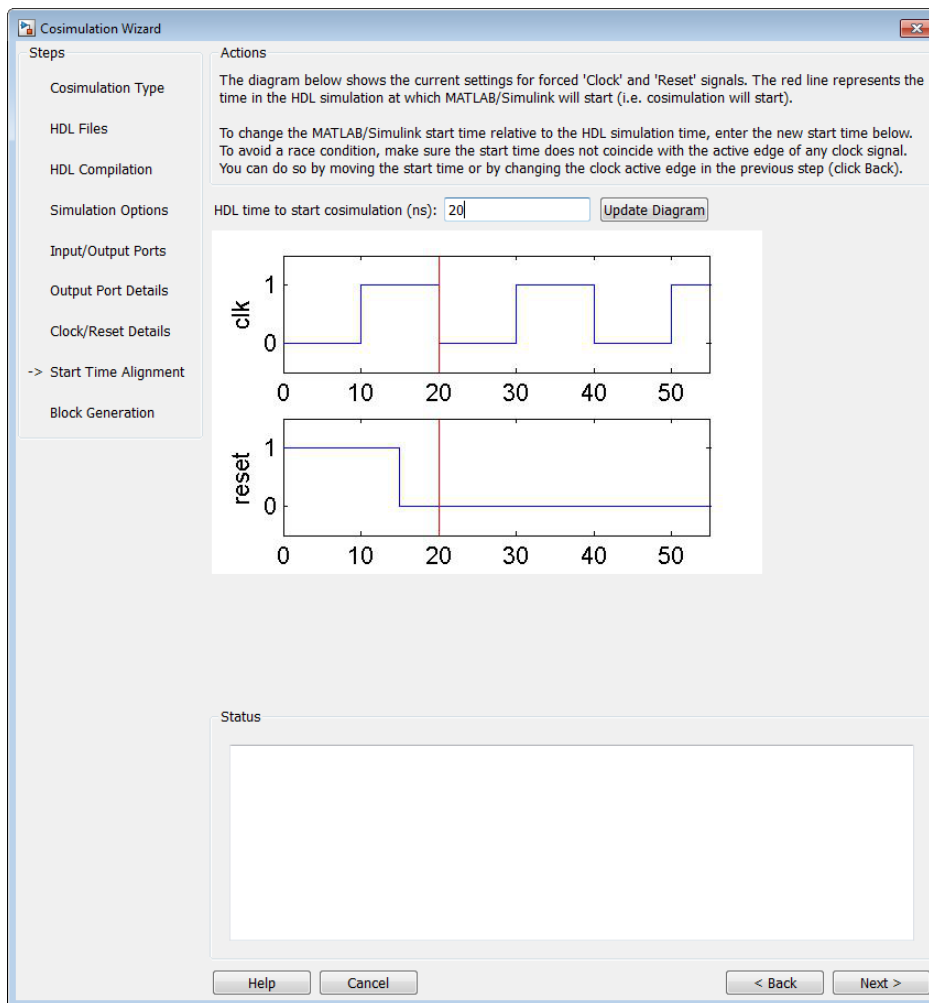 Cosimulation Wizard
Steps
Cosimulation Type
HDL Files
HDL Compilation
Simulation Options
Input/Output Ports
Output Port Details
Clock/Reset Details
-> Start Time Alignment
Block Generation
Actions
The diagram below shows the current settings for forced 'Clock' and 'Reset' signals. The red line represents the
time in the HDL simulation at which MATLAB/Simulink will start (i.e. cosimulation will start).
To change the MATLAB/Simulink start time relative to the HDL simulation time, enter the new start time below.
To avoid a race condition, make sure the start time does not coincide with the active edge of any clock signal.
You can do so by moving the start time or by changing the clock active edge in the previous step (click Back).
HDL time to start cosimulation (ns): 20 Update Diagram
clk
1
0
0 10 20 30 40 50
reset
1
0
0 10 20 30 40 50
Status
Help Cancel < Back Next >